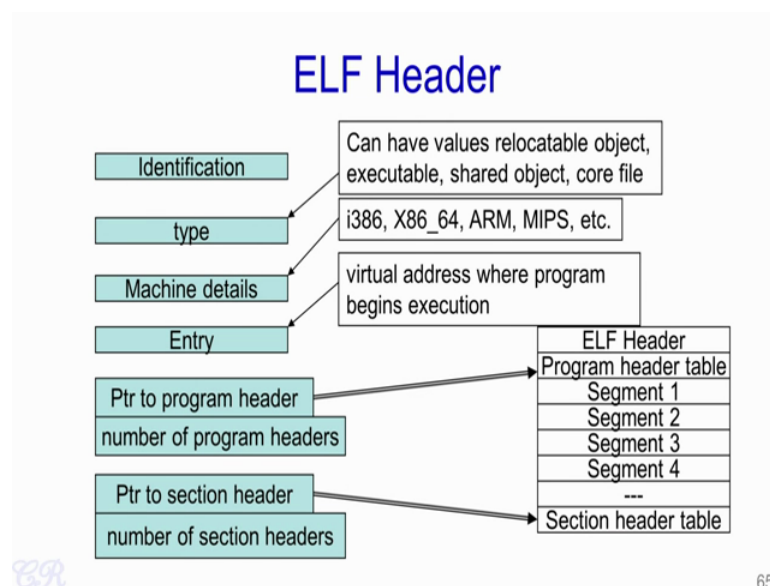 ELF Header
Identification
Can have values relocatable object,
executable, shared object, core file
type
i386, X86_64, ARM, MIPS, etc.
Machine details
virtual address where program
begins execution
Entry
Ptr to program header
number of program headers
Ptr to section header
number of section headers
ELF Header
Program header table
Segment 1
Segment 2
Segment 3
Segment 4
---
Section header table
CR